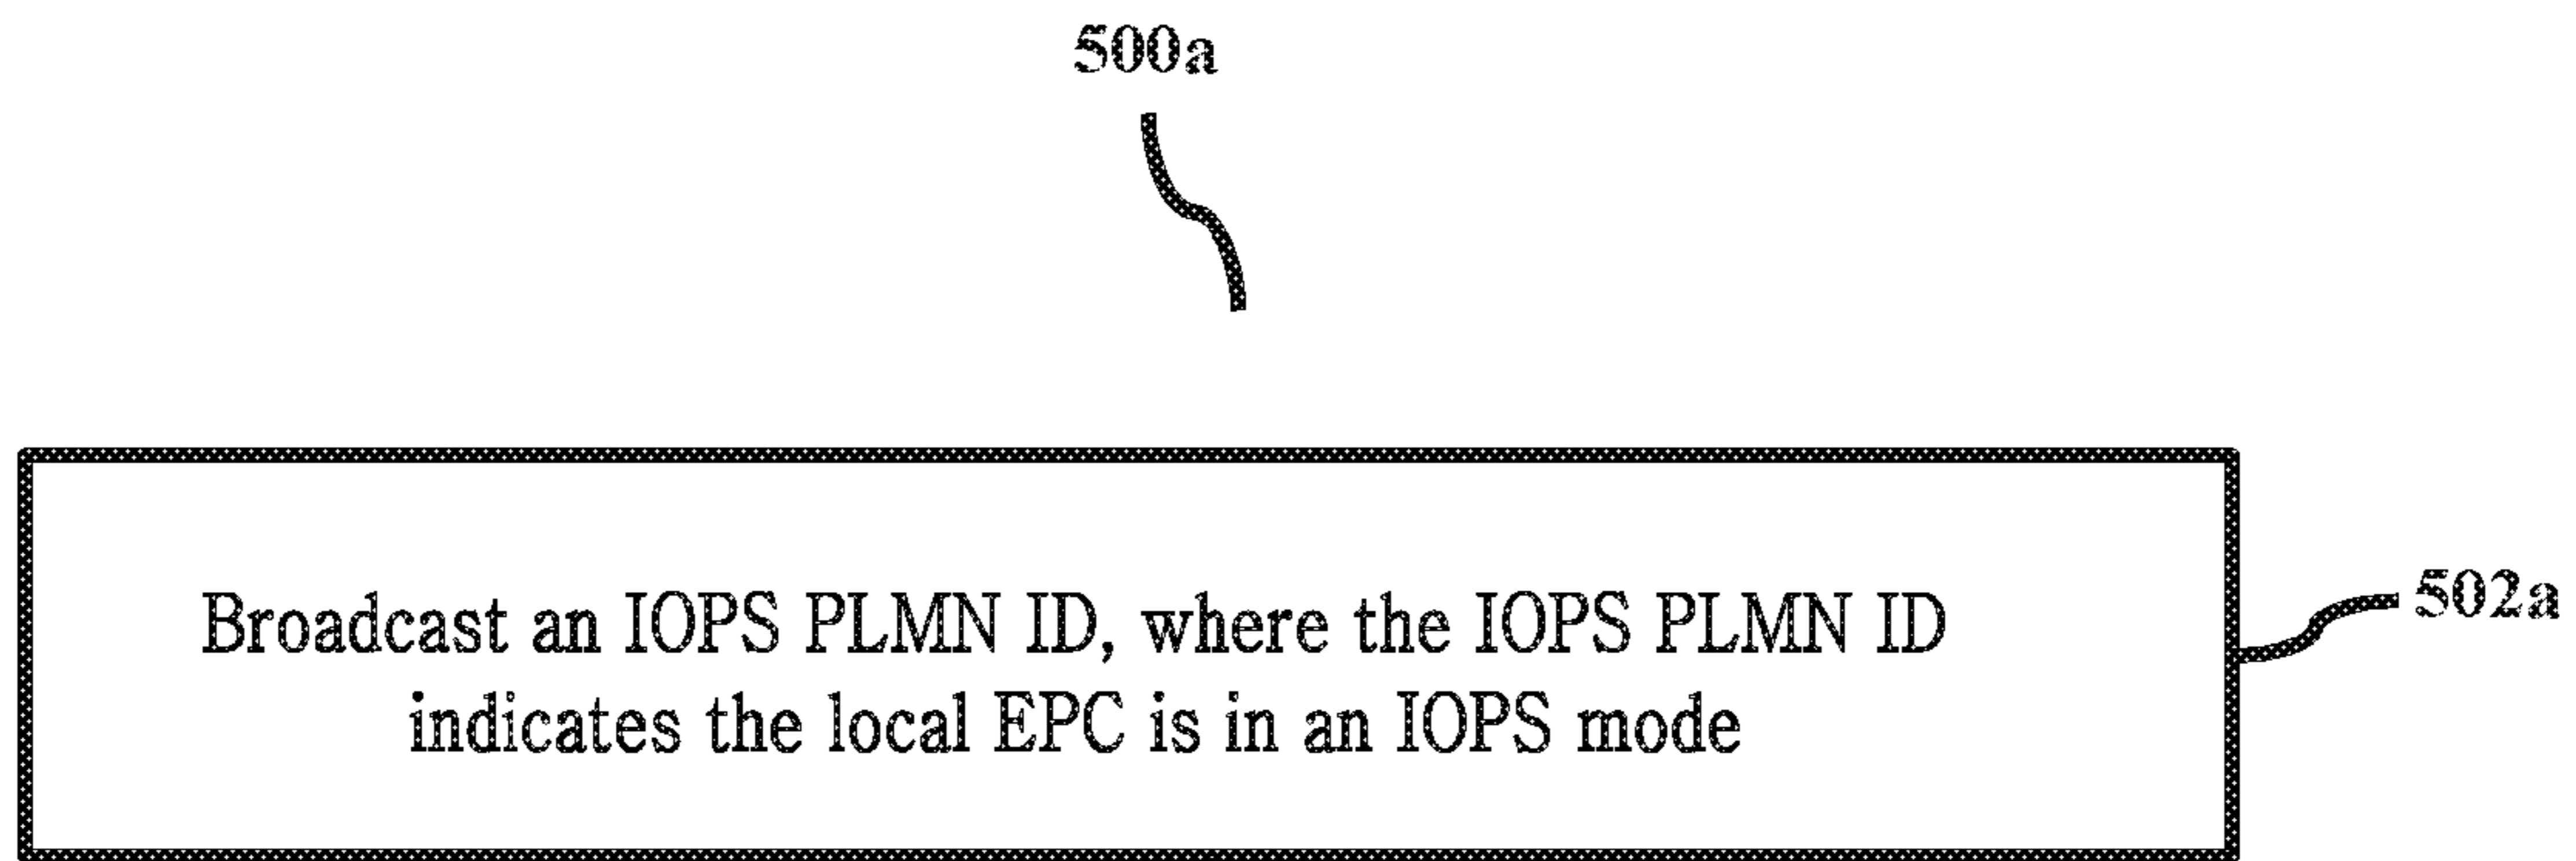 500a
Broadcast an IOPS PLMN ID, where the IOPS PLMN ID
indicates the local EPC is in an IOPS mode
502a